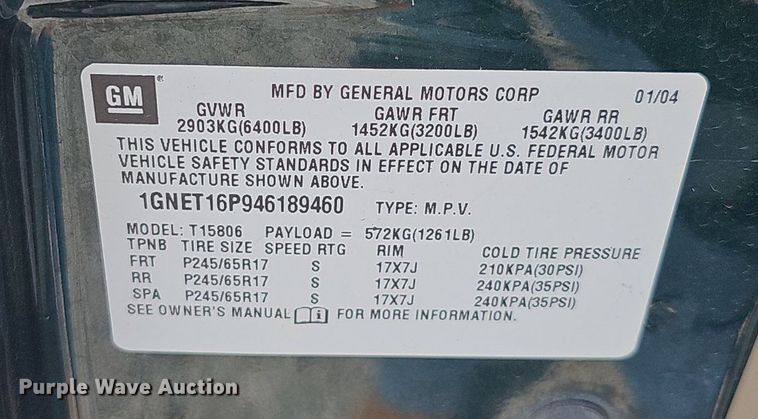 GM
MFD BY GENERAL MOTORS CORP 01/04
GVWR GAWR FRT GAWR RR
2903KG(6400LB) 1452KG(3200LB) 1542KG(3400LB)
THIS VEHICLE CONFORMS TO ALL APPLICABLE U.S. FEDERAL MOTOR
VEHICLE SAFETY STANDARDS IN EFFECT ON THE DATE OF
MANUFACTURE SHOWN ABOVE.
1GNET16P946189460 TYPE: M.P.V.
MODEL: T15806 PAYLOAD = 572KG(1261LB)
TPNB TIRE SIZE SPEED RTG RIM COLD TIRE PRESSURE
FRT P245/65R17 S 17X7J 210KPA(30PSI)
RR P245/65R17 S 17X7J 240KPA(35PSI)
SPA P245/65R17 S 17X7J 240KPA(35PSI)
SEE OWNER'S MANUAL FOR MORE INFORMATION.
Purple Wave Auction